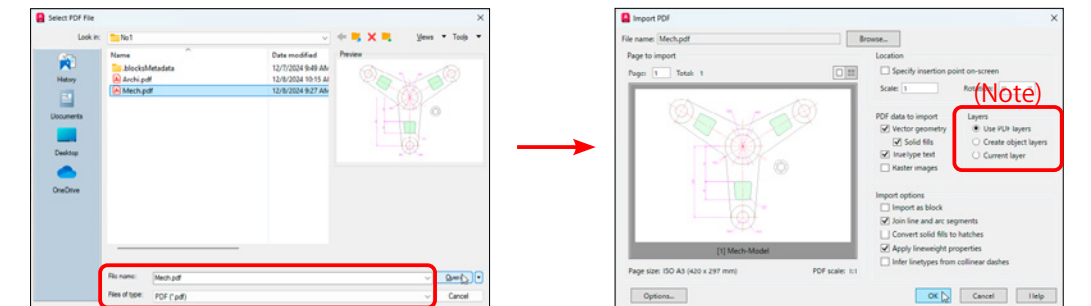 Select PDF File
Look in: No1
Views Tools
Name Date modified Preview
.blocksMetadata 12/7/2024 9:49 AM
Archi.pdf 12/8/2024 10:15 AM
Mech.pdf 12/8/2024 9:27 AM
History
Documents
Desktop
OneDrive
File name: Mech.pdf Open
Files of type: PDF (*.pdf) Cancel
Import PDF
File name: Mech.pdf Browse...
Page to import
Page: 1 Total: 1
[1] Mech-Model
Page size: ISO A3 (420 x 297 mm) PDF scale: 1:1
Location
Specify insertion point on-screen
Scale: 1
(Note)
PDF data to import
Vector geometry
Solid fills
TrueType text
Raster images
Layers
Use PDF layers
Create object layers
Current layer
Import options
Import as block
Join line and arc segments
Convert solid fills to hatches
Apply lineweight properties
Infer linetypes from collinear dashes
Options... OK Cancel Help